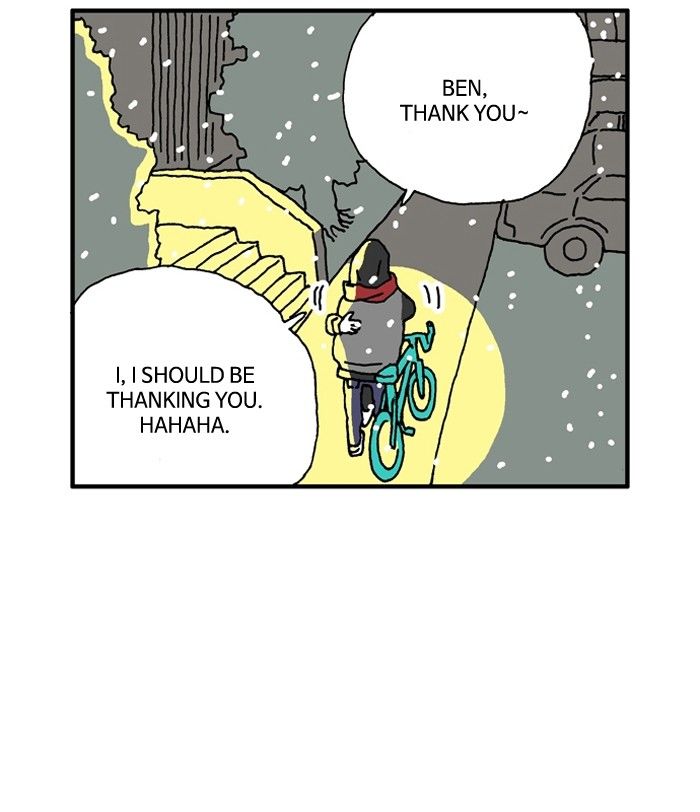 BEN,
THANK YOU~
I, I SHOULD BE
THANKING YOU.
HAHAHA.